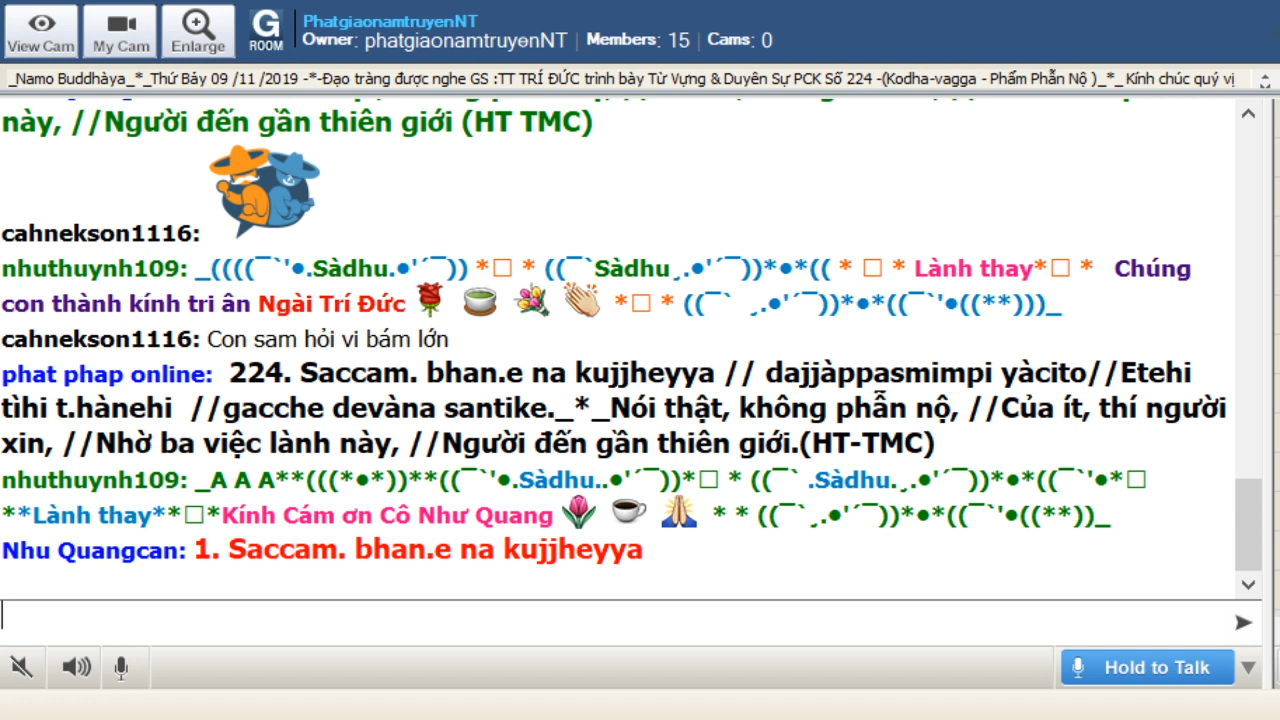 View Cam
My Cam
Enlarge
G ROOM
PhatgiaonamtruyenNT
Owner: phatgiaonamtruyenNT | Members: 15 | Cams: 0
_Namo Buddhàya_*_Thứ Bảy 09 /11 /2019 -*-Đạo tràng được nghe GS :TT TRÍ ĐỨC trình bày Từ Vựng & Duyên Sự PCK Số 224 -(Kodha-vagga - Phẩm Phẫn Nộ )_*_ Kính chúc quý vị
này, //Người đến gần thiên giới (HT TMC)
cahnekson1116:
nhuthuynh109: _((((¯`'●.Sàdhu.●'´¯)) *□ * ((¯`Sàdhu¸.●'´¯))*●*(( * □ * Lành thay*□ * Chúng
con thành kính tri ân Ngài Trí Đức 🌹 🍵 💐 👏 *□ * ((¯` ¸.●'´¯))*●*((¯`'●((**)))_
cahnekson1116: Con sam hỏi vi bám lớn
phat phap online: 224. Saccam. bhan.e na kujjheyya // dajjàppasmimpi yàcito//Etehi
tìhi t.hànehi //gacche devàna santike._*_Nói thật, không phẫn nộ, //Của ít, thí người
xin, //Nhờ ba việc lành này, //Người đến gần thiên giới.(HT-TMC)
nhuthuynh109: _A A A**(((*●*))**((¯`'●.Sàdhu..●'´¯))*□ * ((¯` .Sàdhu.¸.●'´¯))*●*((¯`'●*□
**Lành thay**□*Kính Cám ơn Cô Như Quang 🌷 ☕ 🙏 * * ((¯`¸.●'´¯))*●*((¯`'●((**))_
Nhu Quangcan: 1. Saccam. bhan.e na kujjheyya
Hold to Talk